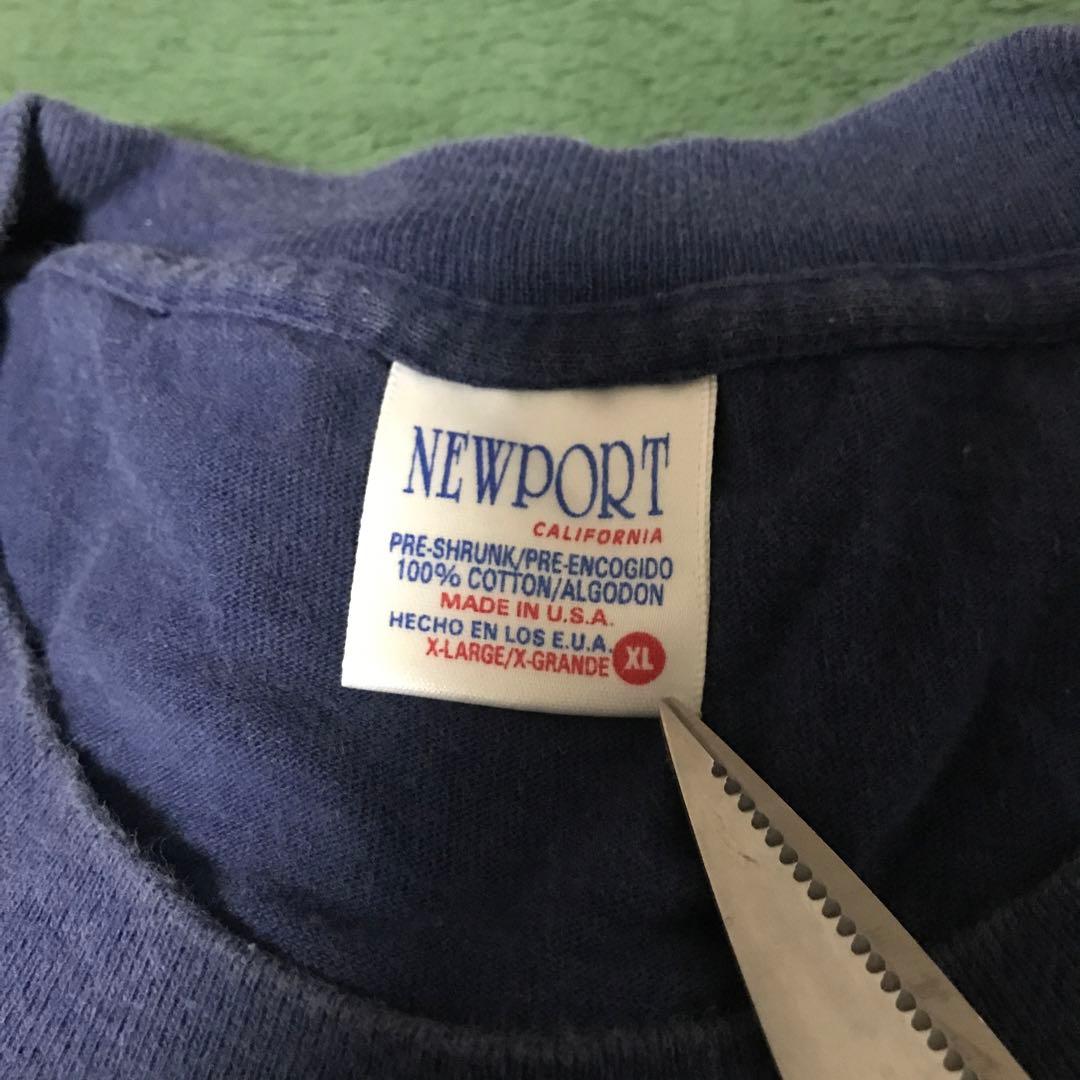 NEWPORT
CALIFORNIA
PRE-SHRUNK/PRE-ENCOGIDO
100% COTTON/ALGODON
MADE IN U.S.A.
HECHO EN LOS E.U.A.
X-LARGE/X-GRANDE XL